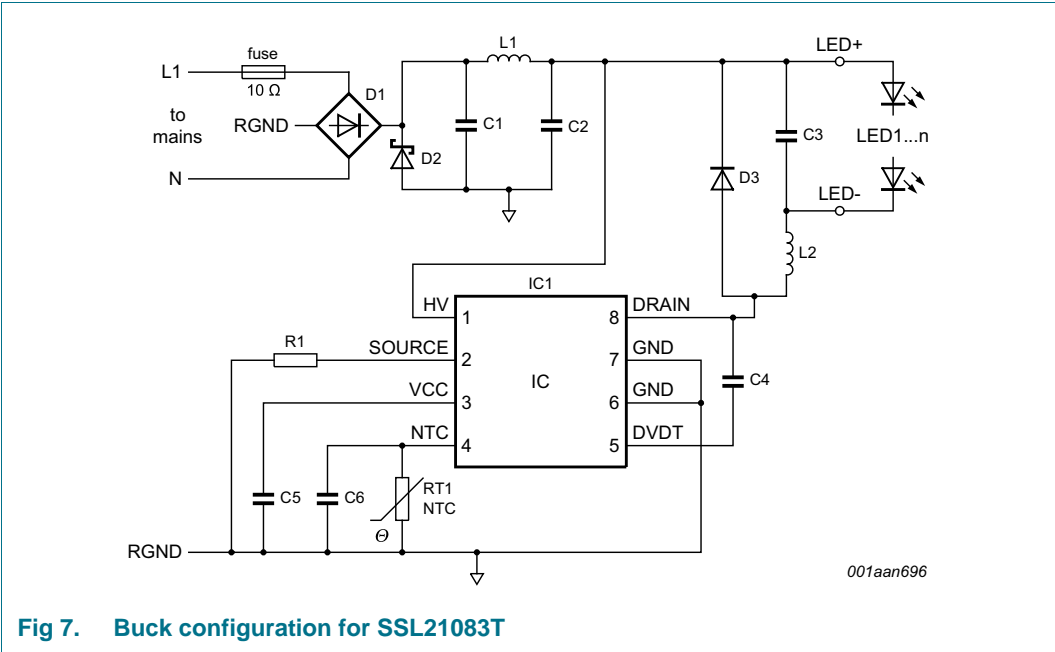 L1
fuse
10 Ω
D1
L1
LED+
to
mains
RGND
D2
C1
C2
C3
LED1...n
D3
N
LED-
L2
IC1
HV
1
DRAIN
8
R1
SOURCE
2
GND
7
IC
C4
VCC
3
GND
6
NTC
4
DVDT
5
C5
C6
RT1
NTC
Θ
RGND
001aan696
Fig 7. Buck configuration for SSL21083T